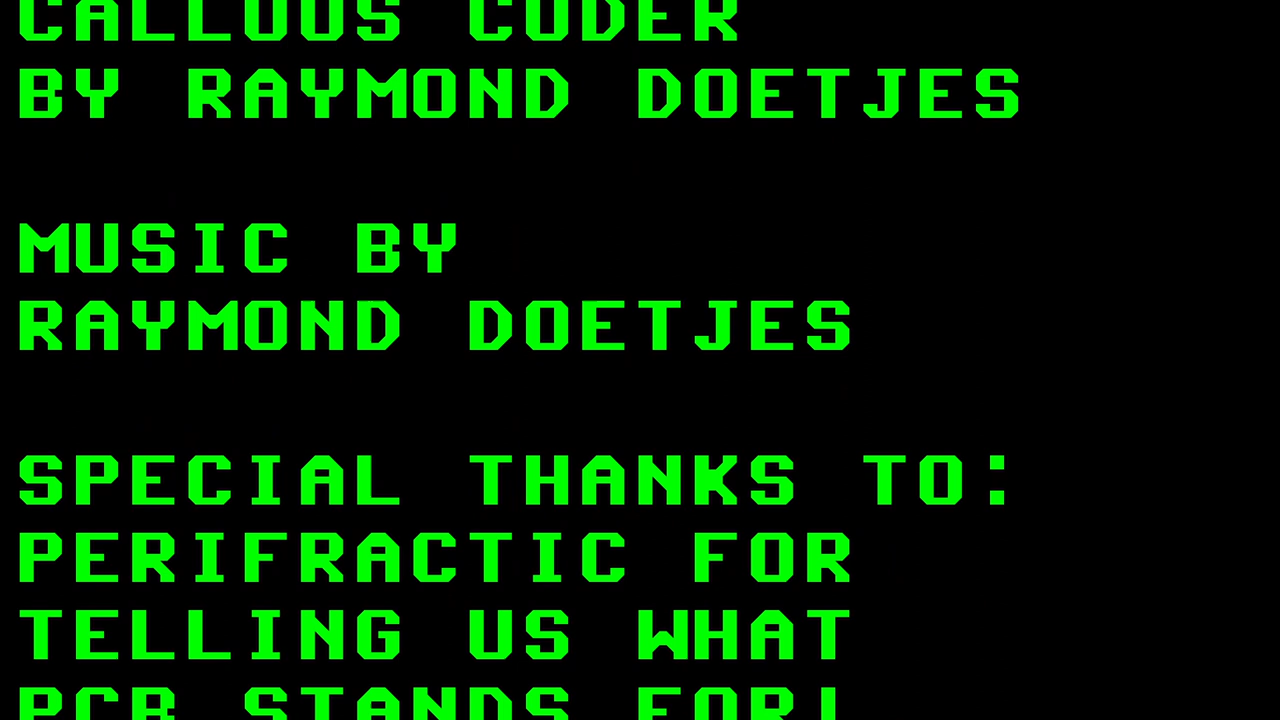 CALLOUS CODER
BY RAYMOND DOETJES
MUSIC BY
RAYMOND DOETJES
SPECIAL THANKS TO:
PERIFRACTIC FOR
TELLING US WHAT
PCB STANDS FOR!